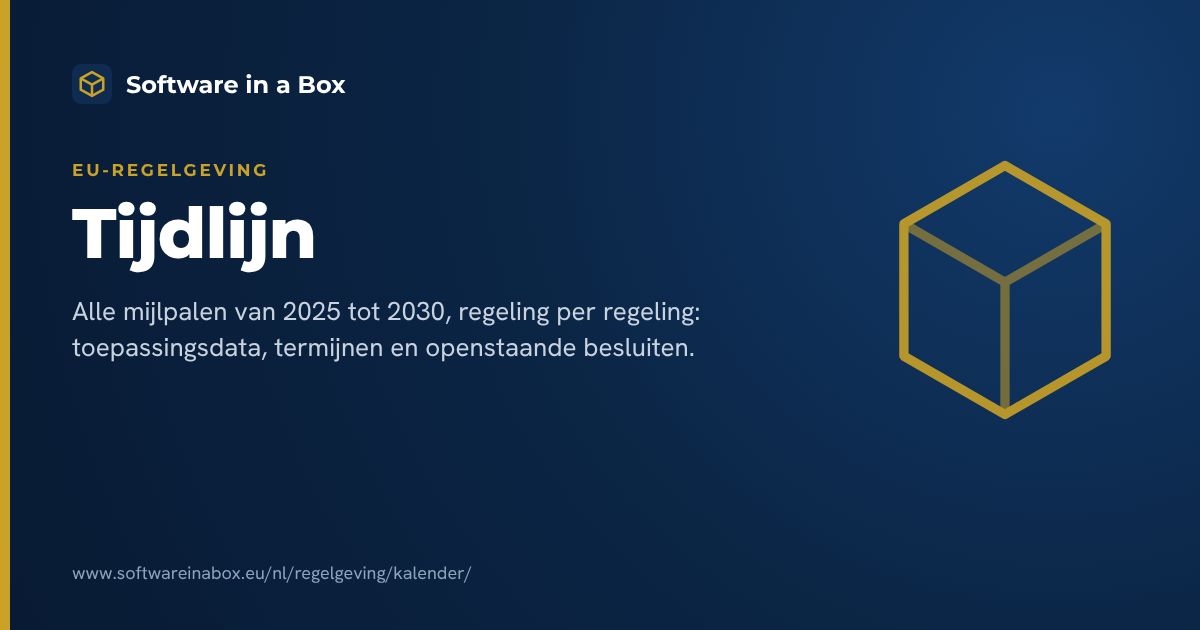 Software in a Box
EU-REGELGEVING
Tijdlijn
Alle mijlpalen van 2025 tot 2030, regeling per regeling:
toepassingsdata, termijnen en openstaande besluiten.
www.softwareinabox.eu/nl/regelgeving/kalender/